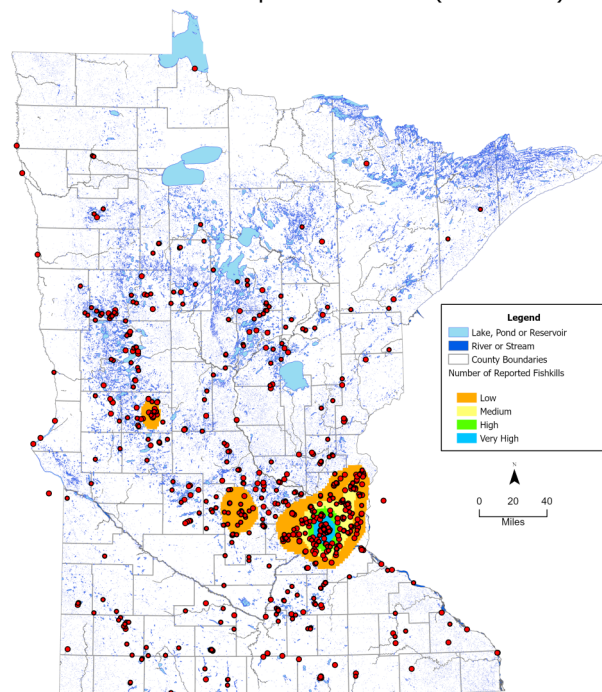 Legend
Lake, Pond or Reservoir
River or Stream
County Boundaries
Number of Reported Fishkills
Low
Medium
High
Very High
N
0 20 40
Miles